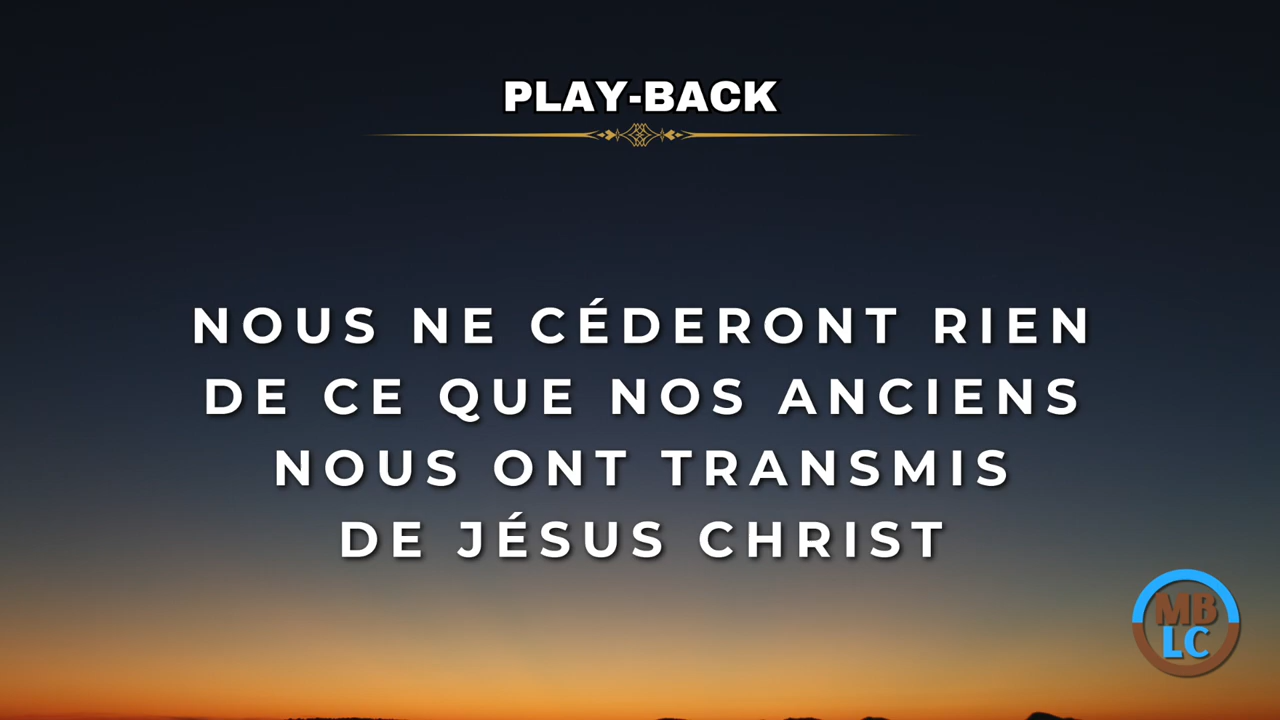 PLAY-BACK
NOUS NE CÉDERONT RIEN
DE CE QUE NOS ANCIENS
NOUS ONT TRANSMIS
DE JÉSUS CHRIST
MB
LC